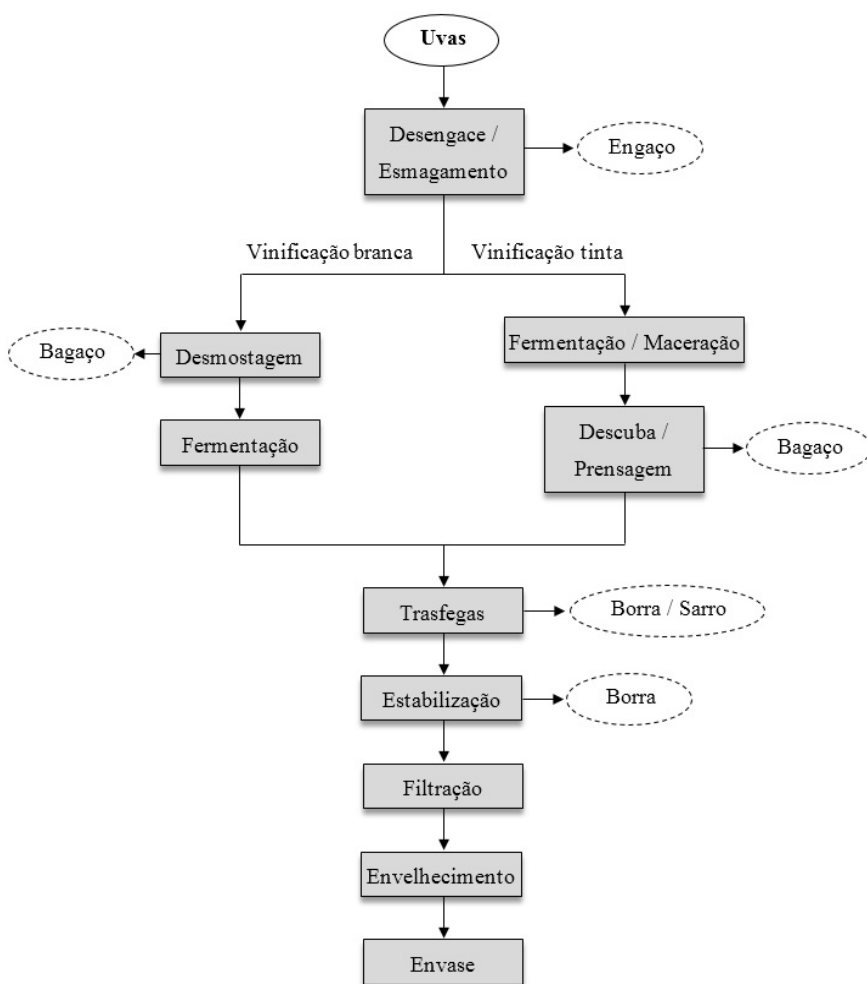 Uvas
Desengace /
Esmagamento
Engaço
Vinificação branca
Vinificação tinta
Bagaço
Desmostagem
Fermentação / Maceração
Fermentação
Descuba /
Prensagem
Bagaço
Trasfegas
Borra / Sarro
Estabilização
Borra
Filtração
Envelhecimento
Envase